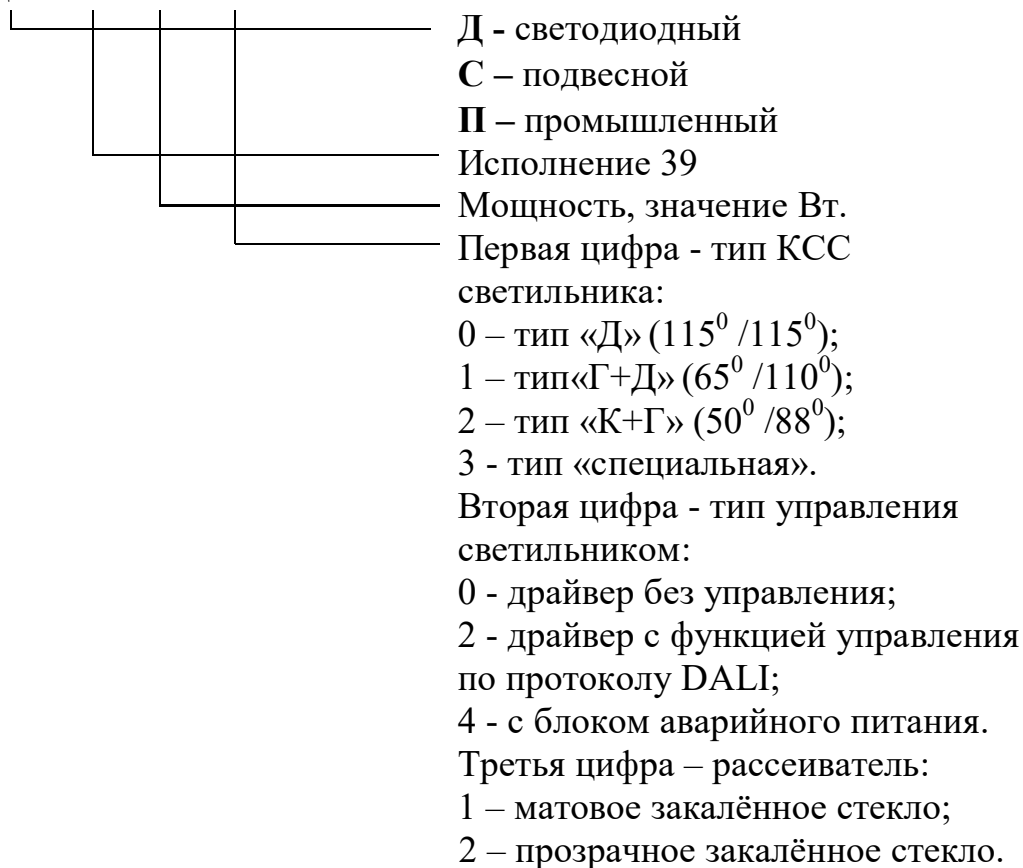 Д - светодиодный
С – подвесной
П – промышленный
Исполнение 39
Мощность, значение Вт.
Первая цифра - тип КСС
светильника:
0 – тип «Д» (115⁰ /115⁰);
1 – тип«Г+Д» (65⁰ /110⁰);
2 – тип «К+Г» (50⁰ /88⁰);
3 - тип «специальная».
Вторая цифра - тип управления
светильником:
0 - драйвер без управления;
2 - драйвер с функцией управления
по протоколу DALI;
4 - с блоком аварийного питания.
Третья цифра – рассеиватель:
1 – матовое закалённое стекло;
2 – прозрачное закалённое стекло.